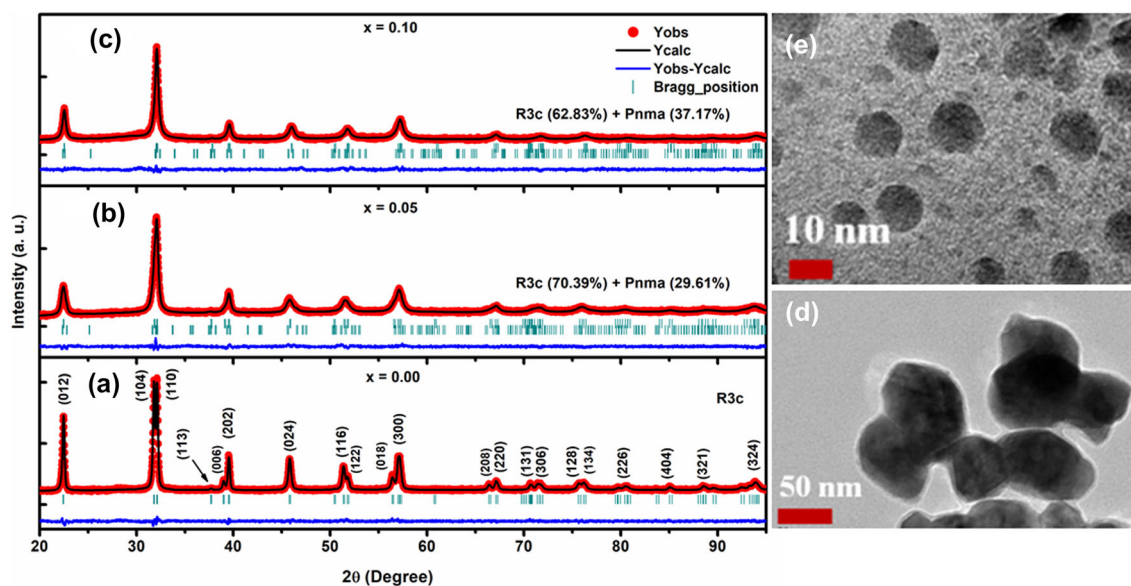 (c)
x = 0.10
Yobs
Ycalc
Yobs-Ycalc
Bragg_position
R3c (62.83%) + Pnma (37.17%)
(b)
x = 0.05
R3c (70.39%) + Pnma (29.61%)
(a)
x = 0.00
R3c
(012)
(104)
(110)
(113)
(006)
(202)
(024)
(116)
(122)
(018)
(300)
(208)
(220)
(131)
(306)
(128)
(134)
(226)
(404)
(321)
(324)
Intensity (a. u.)
20 30 40 50 60 70 80 90
2θ (Degree)
(e)
10 nm
(d)
50 nm